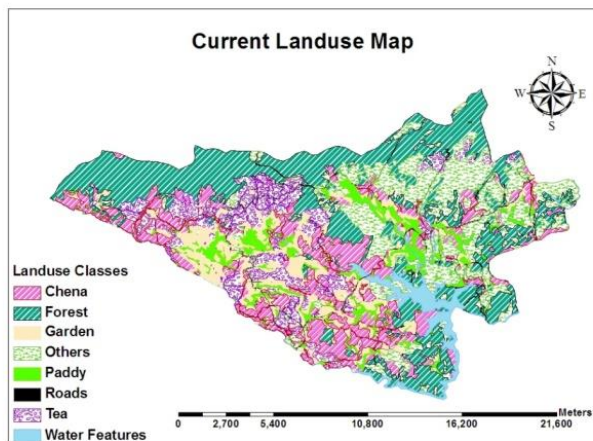 Current Landuse Map
N
W E
S
Landuse Classes
Chena
Forest
Garden
Others
Paddy
Roads
Tea
Water Features
Meters
0 2,700 5,400 10,800 16,200 21,600